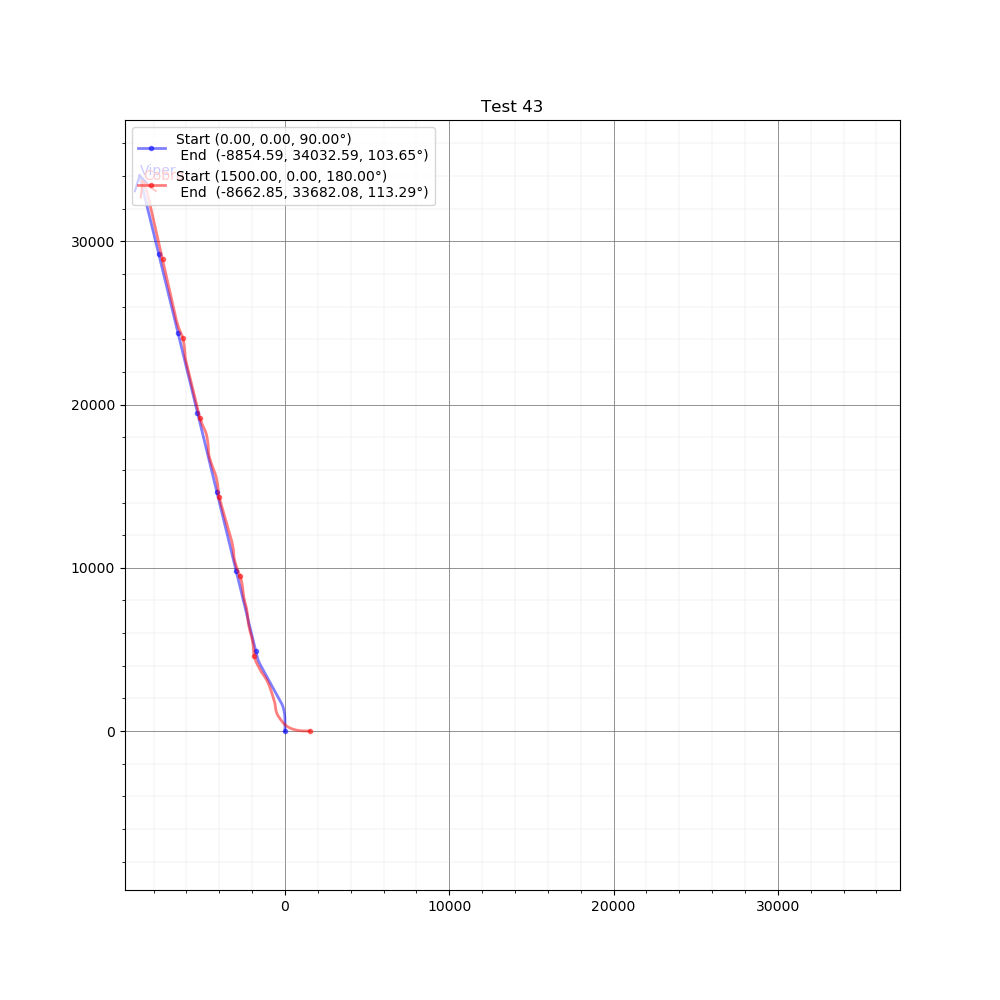 Test 43
Start (0.00, 0.00, 90.00°)
End (-8854.59, 34032.59, 103.65°)
Viper
Start (1500.00, 0.00, 180.00°)
End (-8662.85, 33682.08, 113.29°)
30000
20000
10000
0
0
10000
20000
30000